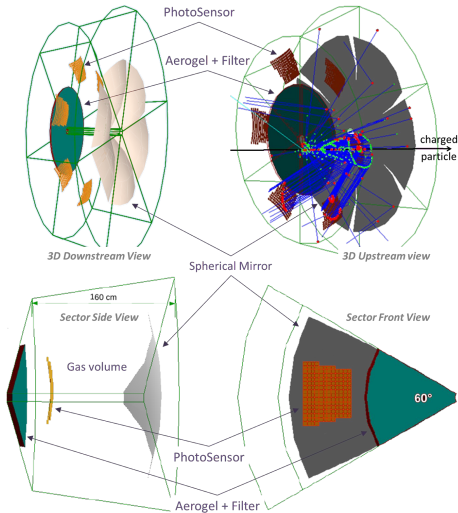 PhotoSensor
Aerogel + Filter
charged
particle
3D Downstream View
3D Upstream view
Spherical Mirror
160 cm
Sector Side View
Sector Front View
Gas volume
60°
PhotoSensor
Aerogel + Filter